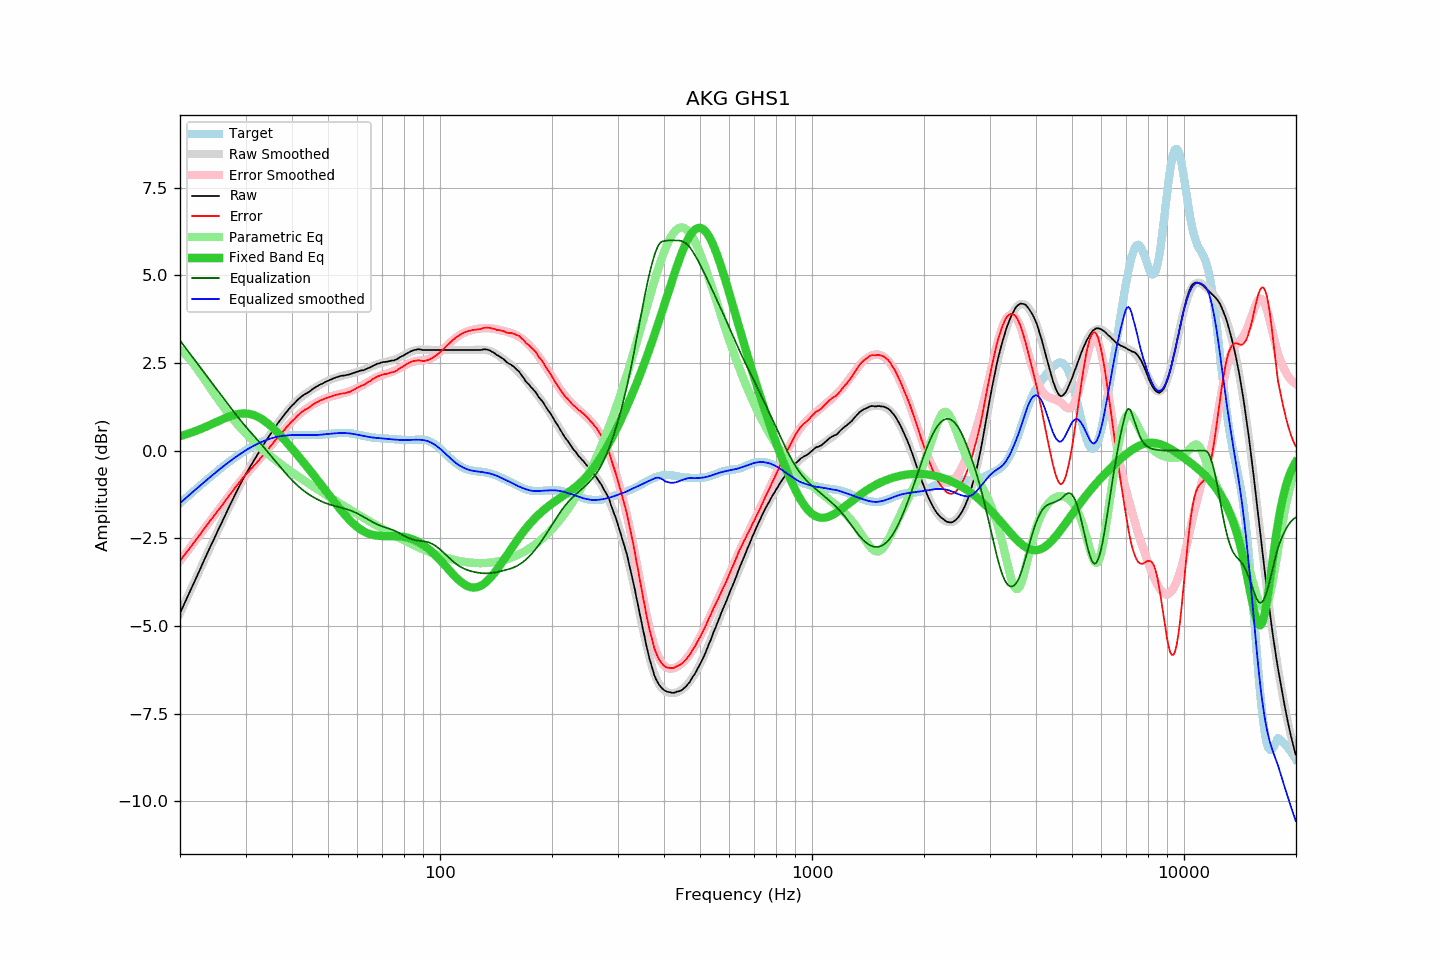 AKG GHS1
Target
Raw Smoothed
Error Smoothed
Raw
Error
Parametric Eq
Fixed Band Eq
Equalization
Equalized smoothed
7.5
5.0
2.5
0.0
−2.5
−5.0
−7.5
−10.0
Amplitude (dBr)
100 1000 10000
Frequency (Hz)